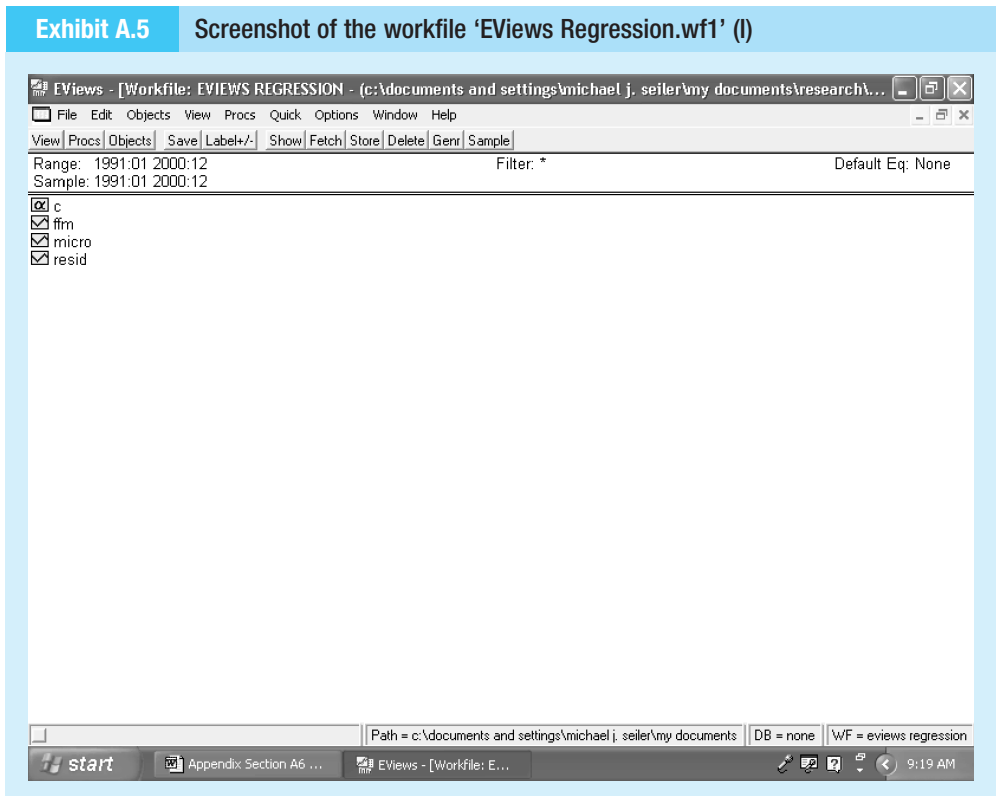 Exhibit A.5 Screenshot of the workfile ‘EViews Regression.wf1’ (I)
EViews - [Workfile: EVIEWS REGRESSION - (c:\documents and settings\michael j. seiler\my documents\research\...
File Edit Objects View Procs Quick Options Window Help
View Procs Objects Save Label+/- Show Fetch Store Delete Genr Sample
Range: 1991:01 2000:12 Filter: * Default Eq: None
Sample: 1991:01 2000:12
α c
ffm
micro
resid
Path = c:\documents and settings\michael j. seiler\my documents DB = none WF = eviews regression
start Appendix Section A6 ... EViews - [Workfile: E... 9:19 AM